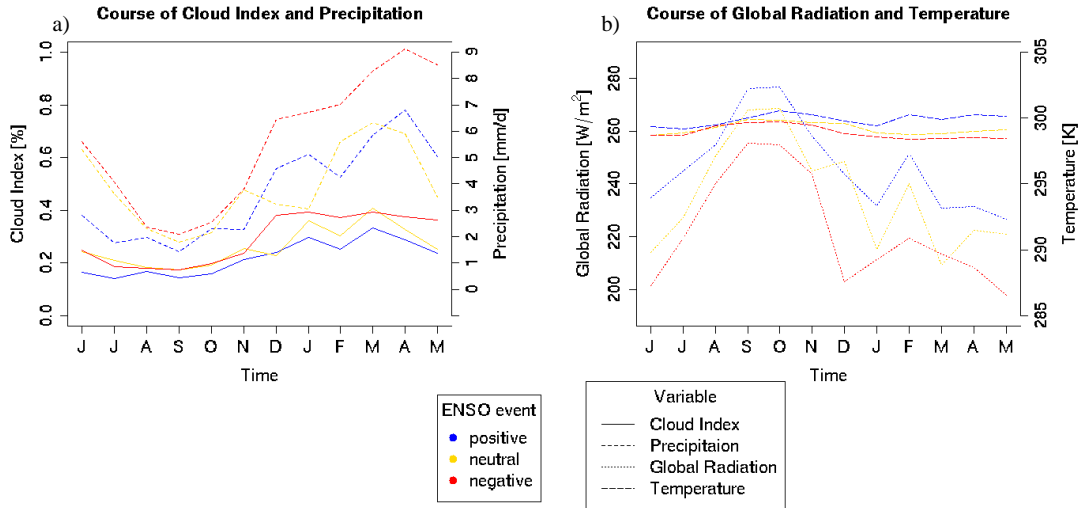 a)
Course of Cloud Index and Precipitation
Cloud Index [%]
0.0 0.2 0.4 0.6 0.8 1.0
Precipitation [mm/d]
0 1 2 3 4 5 6 7 8 9
J J A S O N D J F M A M
Time
b)
Course of Global Radiation and Temperature
Global Radiation [W/m²]
200 220 240 260 280
Temperature [K]
285 290 295 300 305
J J A S O N D J F M A M
Time
ENSO event
positive
neutral
negative
Variable
Cloud Index
Precipitaion
Global Radiation
Temperature